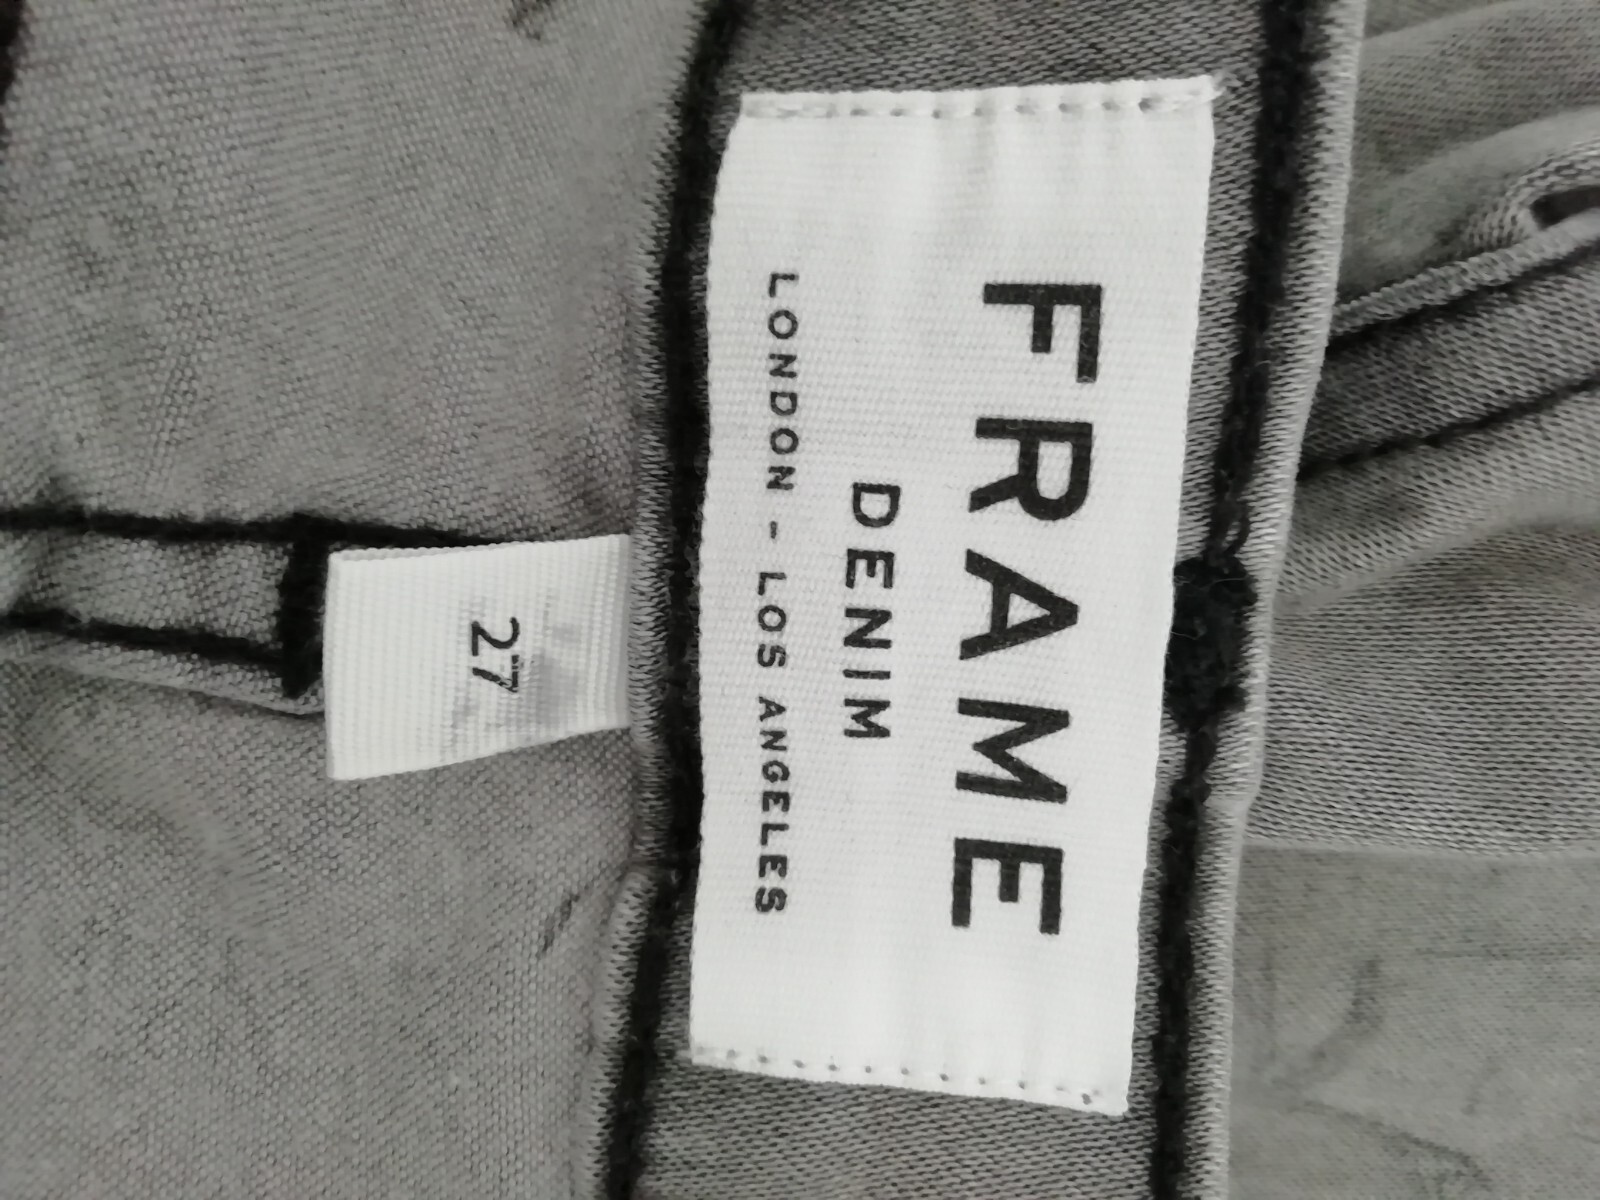 FRAME
DENIM
LONDON - LOS ANGELES
27